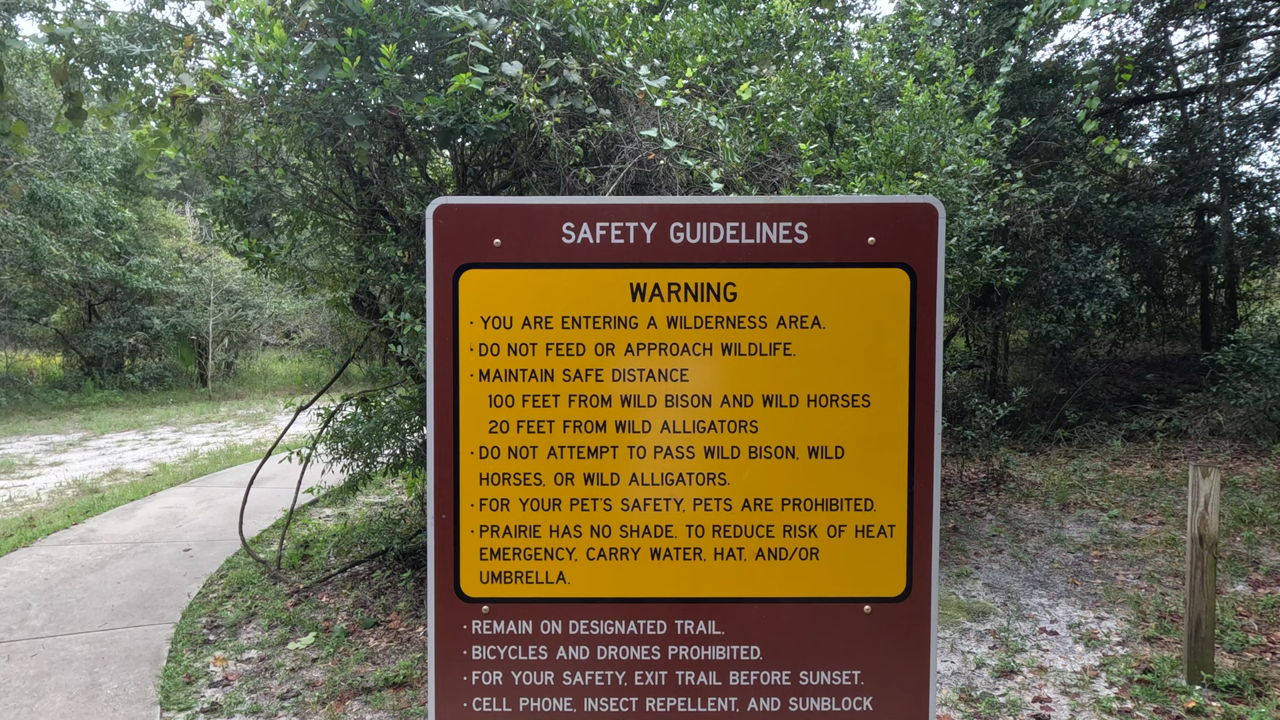 SAFETY GUIDELINES
WARNING
· YOU ARE ENTERING A WILDERNESS AREA.
· DO NOT FEED OR APPROACH WILDLIFE.
· MAINTAIN SAFE DISTANCE
100 FEET FROM WILD BISON AND WILD HORSES
20 FEET FROM WILD ALLIGATORS
· DO NOT ATTEMPT TO PASS WILD BISON, WILD
HORSES, OR WILD ALLIGATORS.
· FOR YOUR PET'S SAFETY, PETS ARE PROHIBITED.
· PRAIRIE HAS NO SHADE. TO REDUCE RISK OF HEAT
EMERGENCY, CARRY WATER, HAT, AND/OR
UMBRELLA.
· REMAIN ON DESIGNATED TRAIL.
· BICYCLES AND DRONES PROHIBITED.
· FOR YOUR SAFETY, EXIT TRAIL BEFORE SUNSET.
· CELL PHONE, INSECT REPELLENT, AND SUNBLOCK